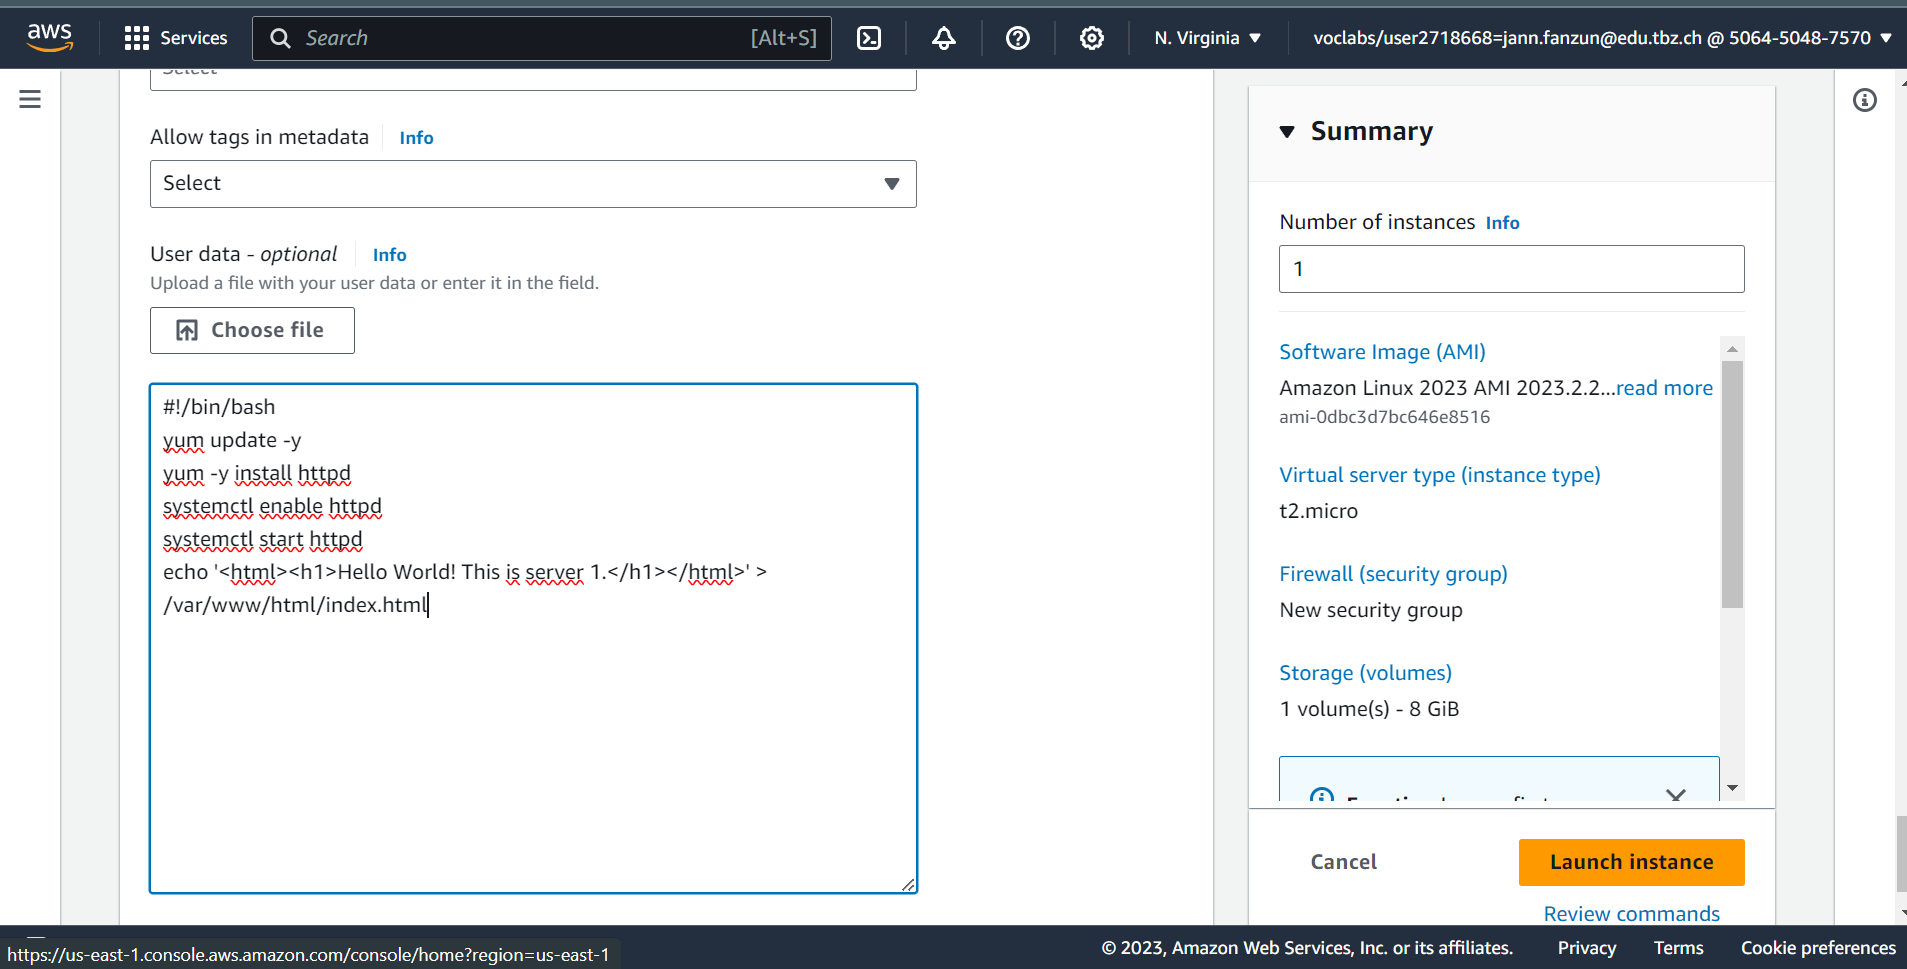 aws
Services
Search
[Alt+S]
N. Virginia
voclabs/user2718668=jann.fanzun@edu.tbz.ch @ 5064-5048-7570
Select
Allow tags in metadata
Info
Select
User data - optional
Info
Upload a file with your user data or enter it in the field.
Choose file
#!/bin/bash
yum update -y
yum -y install httpd
systemctl enable httpd
systemctl start httpd
echo '<html><h1>Hello World! This is server 1.</h1></html>' >
/var/www/html/index.html
Summary
Number of instances
Info
1
Software Image (AMI)
Amazon Linux 2023 AMI 2023.2.2...read more
ami-0dbc3d7bc646e8516
Virtual server type (instance type)
t2.micro
Firewall (security group)
New security group
Storage (volumes)
1 volume(s) - 8 GiB
Cancel
Launch instance
Review commands
https://us-east-1.console.aws.amazon.com/console/home?region=us-east-1
© 2023, Amazon Web Services, Inc. or its affiliates.
Privacy
Terms
Cookie preferences